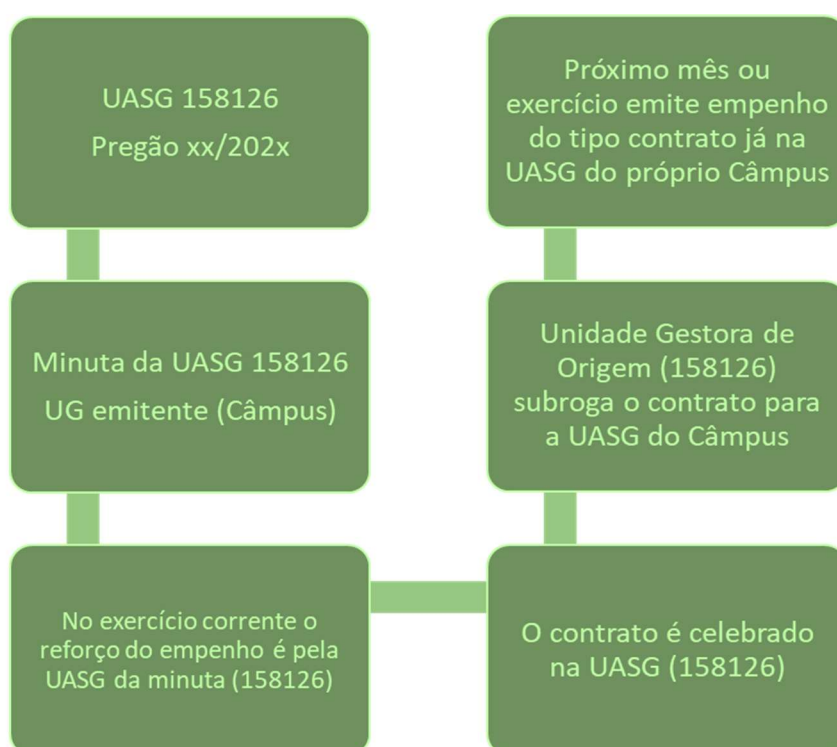 UASG 158126
Pregão xx/202x
Minuta da UASG 158126
UG emitente (Câmpus)
No exercício corrente o
reforço do empenho é pela
UASG da minuta (158126)
O contrato é celebrado
na UASG (158126)
Unidade Gestora de
Origem (158126)
subroga o contrato para
a UASG do Câmpus
Próximo mês ou
exercício emite empenho
do tipo contrato já na
UASG do próprio Câmpus